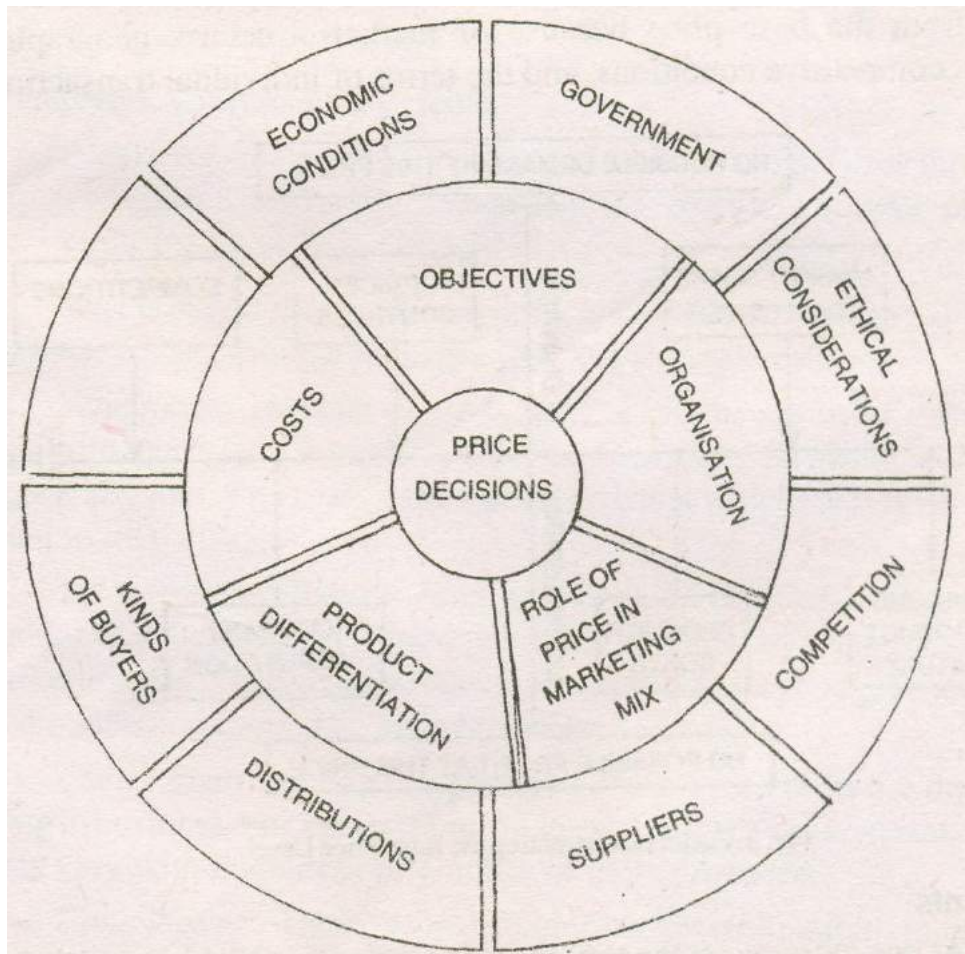 ECONOMIC
CONDITIONS
GOVERNMENT
ETHICAL
CONSIDERATIONS
OBJECTIVES
ORGANISATION
COSTS
PRICE
DECISIONS
KINDS
OF BUYERS
PRODUCT
DIFFERENTIATION
ROLE OF
PRICE IN
MARKETING
MIX
COMPETITION
DISTRIBUTIONS
SUPPLIERS